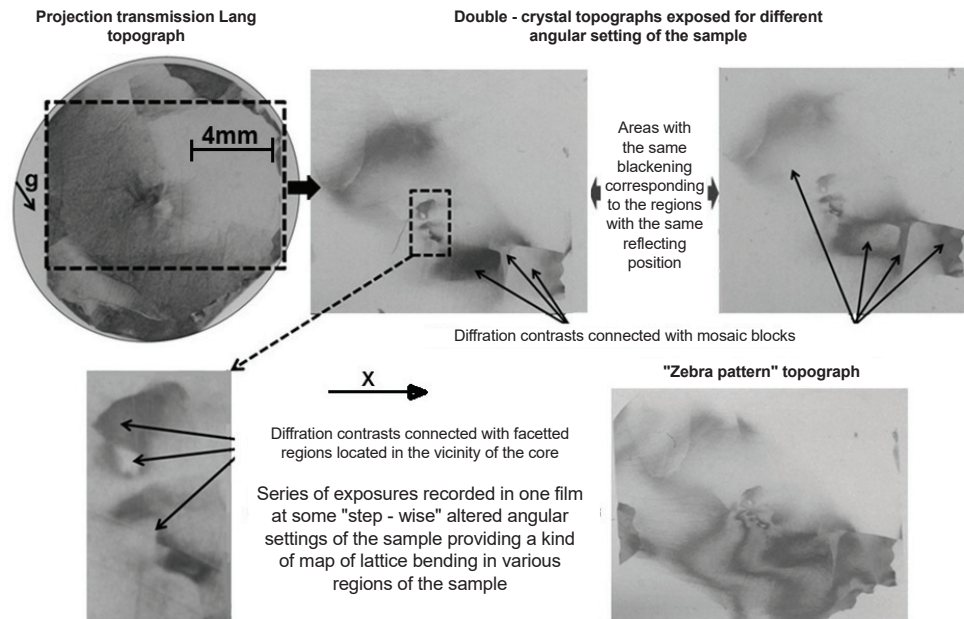 Projection transmission Lang
topograph
Double - crystal topographs exposed for different
angular setting of the sample
4mm
g
Areas with
the same
blackening
corresponding
to the regions
with the same
reflecting
position
Diffration contrasts connected with mosaic blocks
X
"Zebra pattern" topograph
Diffration contrasts connected with facetted
regions located in the vicinity of the core
Series of exposures recorded in one film
at some "step - wise" altered angular
settings of the sample providing a kind
of map of lattice bending in various
regions of the sample